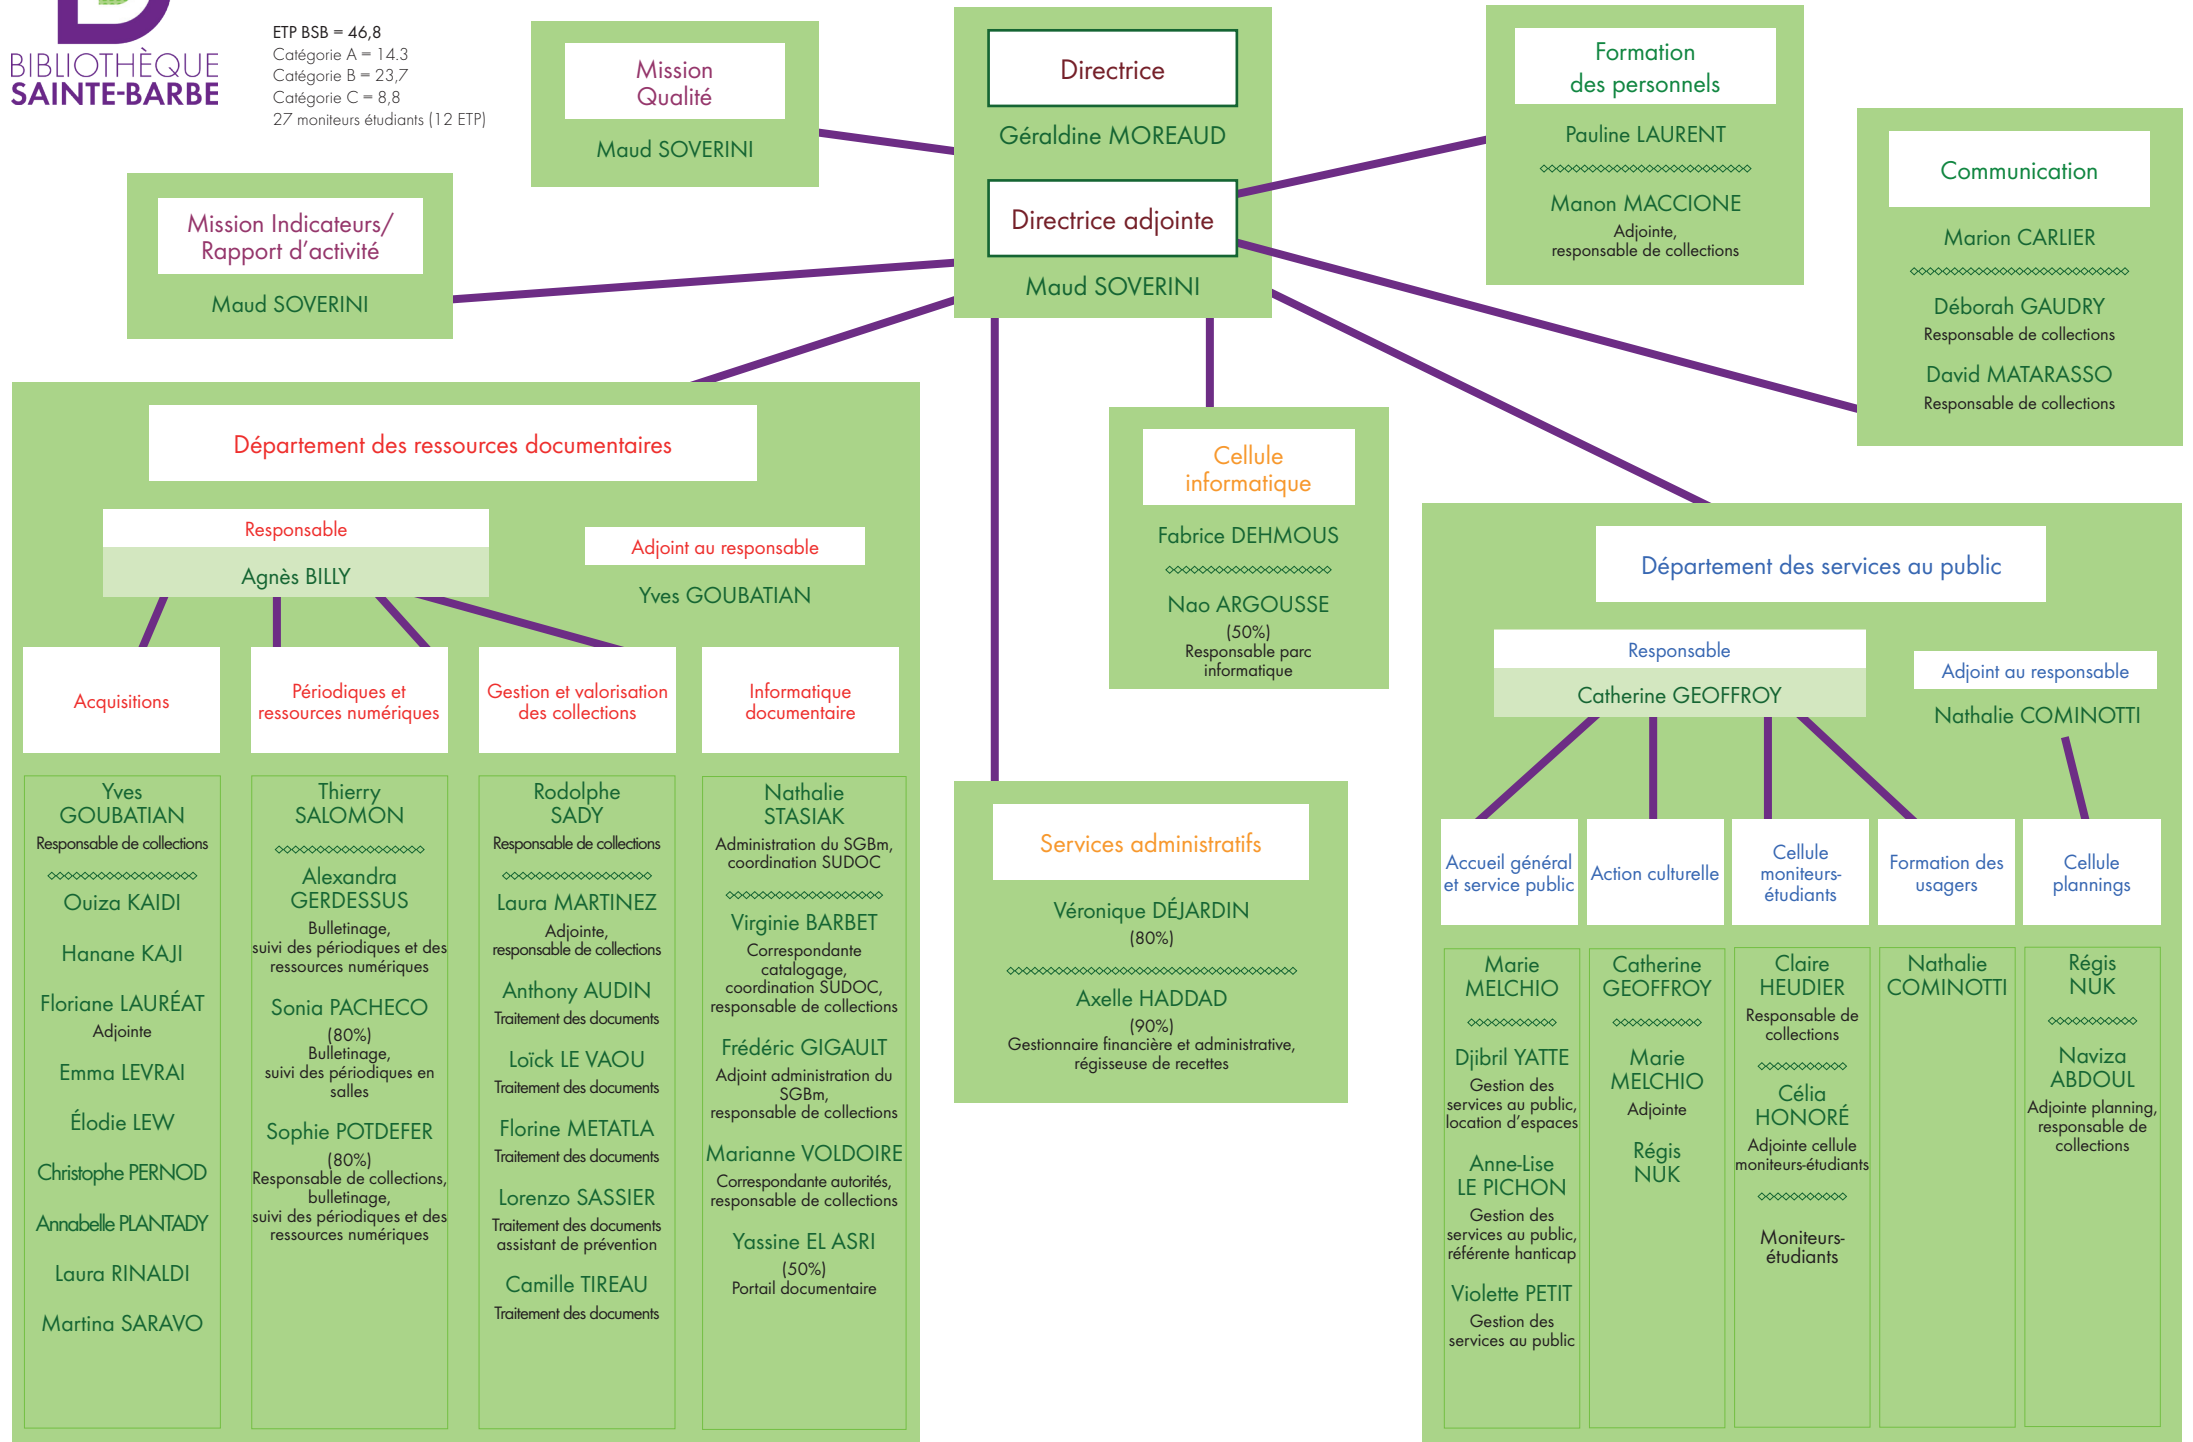 BIBLIOTHÈQUE
SAINTE-BARBE
ETP BSB = 46,8
Catégorie A = 14.3
Catégorie B = 23,7
Catégorie C = 8,8
27 moniteurs étudiants (12 ETP)
Mission
Qualité
Maud SOVERINI
Directrice
Géraldine MOREAUD
Directrice adjointe
Maud SOVERINI
Formation
des personnels
Pauline LAURENT
Manon MACCIONE
Adjointe,
responsable de collections
Communication
Marion CARLIER
Déborah GAUDRY
Responsable de collections
David MATARASSO
Responsable de collections
Mission Indicateurs/
Rapport d'activité
Maud SOVERINI
Département des ressources documentaires
Responsable
Agnès BILLY
Adjoint au responsable
Yves GOUBATIAN
Acquisitions
Yves
GOUBATIAN
Responsable de collections
Ouiza KAIDI
Hanane KAJI
Floriane LAURÉAT
Adjointe
Emma LEVRAI
Élodie LEW
Christophe PERNOD
Annabelle PLANTADY
Laura RINALDI
Martina SARAVO
Périodiques et
ressources numériques
Thierry
SALOMON
Alexandra
GERDESSUS
Bulletinage,
suivi des périodiques et des
ressources numériques
Sonia PACHECO
(80%)
Bulletinage,
suivi des périodiques en
salles
Sophie POTDEFER
(80%)
Responsable de collections,
bulletinage,
suivi des périodiques et des
ressources numériques
Gestion et valorisation
des collections
Rodolphe
SADY
Responsable de collections
Laura MARTINEZ
Adjointe,
responsable de collections
Anthony AUDIN
Traitement des documents
Loïck LE VAOU
Traitement des documents
Florine METATLA
Traitement des documents
Lorenzo SASSIER
Traitement des documents
assistant de prévention
Camille TIREAU
Traitement des documents
Informatique
documentaire
Nathalie
STASIAK
Administration du SGBm,
coordination SUDOC
Virginie BARBET
Correspondante
catalogage,
coordination SUDOC,
responsable de collections
Frédéric GIGAULT
Adjoint administration du
SGBm,
responsable de collections
Marianne VOLDOIRE
Correspondante autorités,
responsable de collections
Yassine EL ASRI
(50%)
Portail documentaire
Cellule
informatique
Fabrice DEHMOUS
Nao ARGOUSSE
(50%)
Responsable parc
informatique
Services administratifs
Véronique DÉJARDIN
(80%)
Axelle HADDAD
(90%)
Gestionnaire financière et administrative,
régisseuse de recettes
Département des services au public
Responsable
Catherine GEOFFROY
Adjoint au responsable
Nathalie COMINOTTI
Accueil général
et service public
Marie
MELCHIO
Djibril YATTE
Gestion des
services au public,
location d'espaces
Anne-Lise
LE PICHON
Gestion des
services au public,
référente handicap
Violette PETIT
Gestion des
services au public
Action culturelle
Catherine
GEOFFROY
Marie
MELCHIO
Adjointe
Régis
NUK
Cellule
moniteurs-
étudiants
Claire
HEUDIER
Responsable de
collections
Célia
HONORÉ
Adjointe cellule
moniteurs-étudiants
Moniteurs-
étudiants
Formation des
usagers
Nathalie
COMINOTTI
Cellule
plannings
Régis
NUK
Naviza
ABDOUL
Adjointe planning,
responsable de
collections